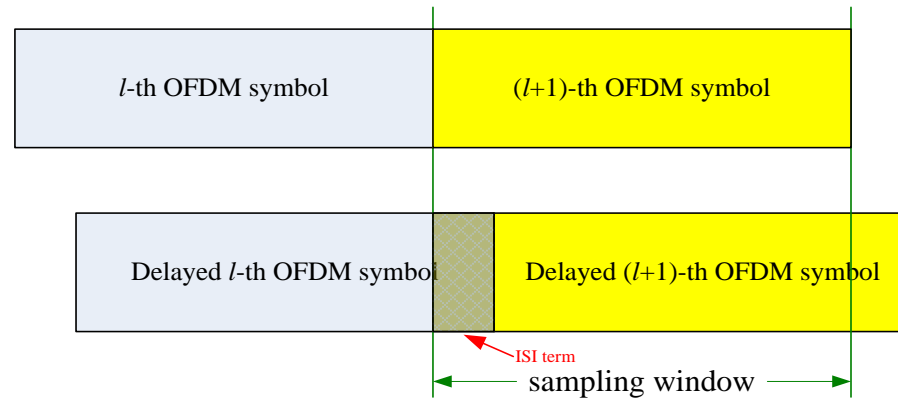 l-th OFDM symbol
(l+1)-th OFDM symbol
Delayed l-th OFDM symbol
Delayed (l+1)-th OFDM symbol
ISI term
sampling window